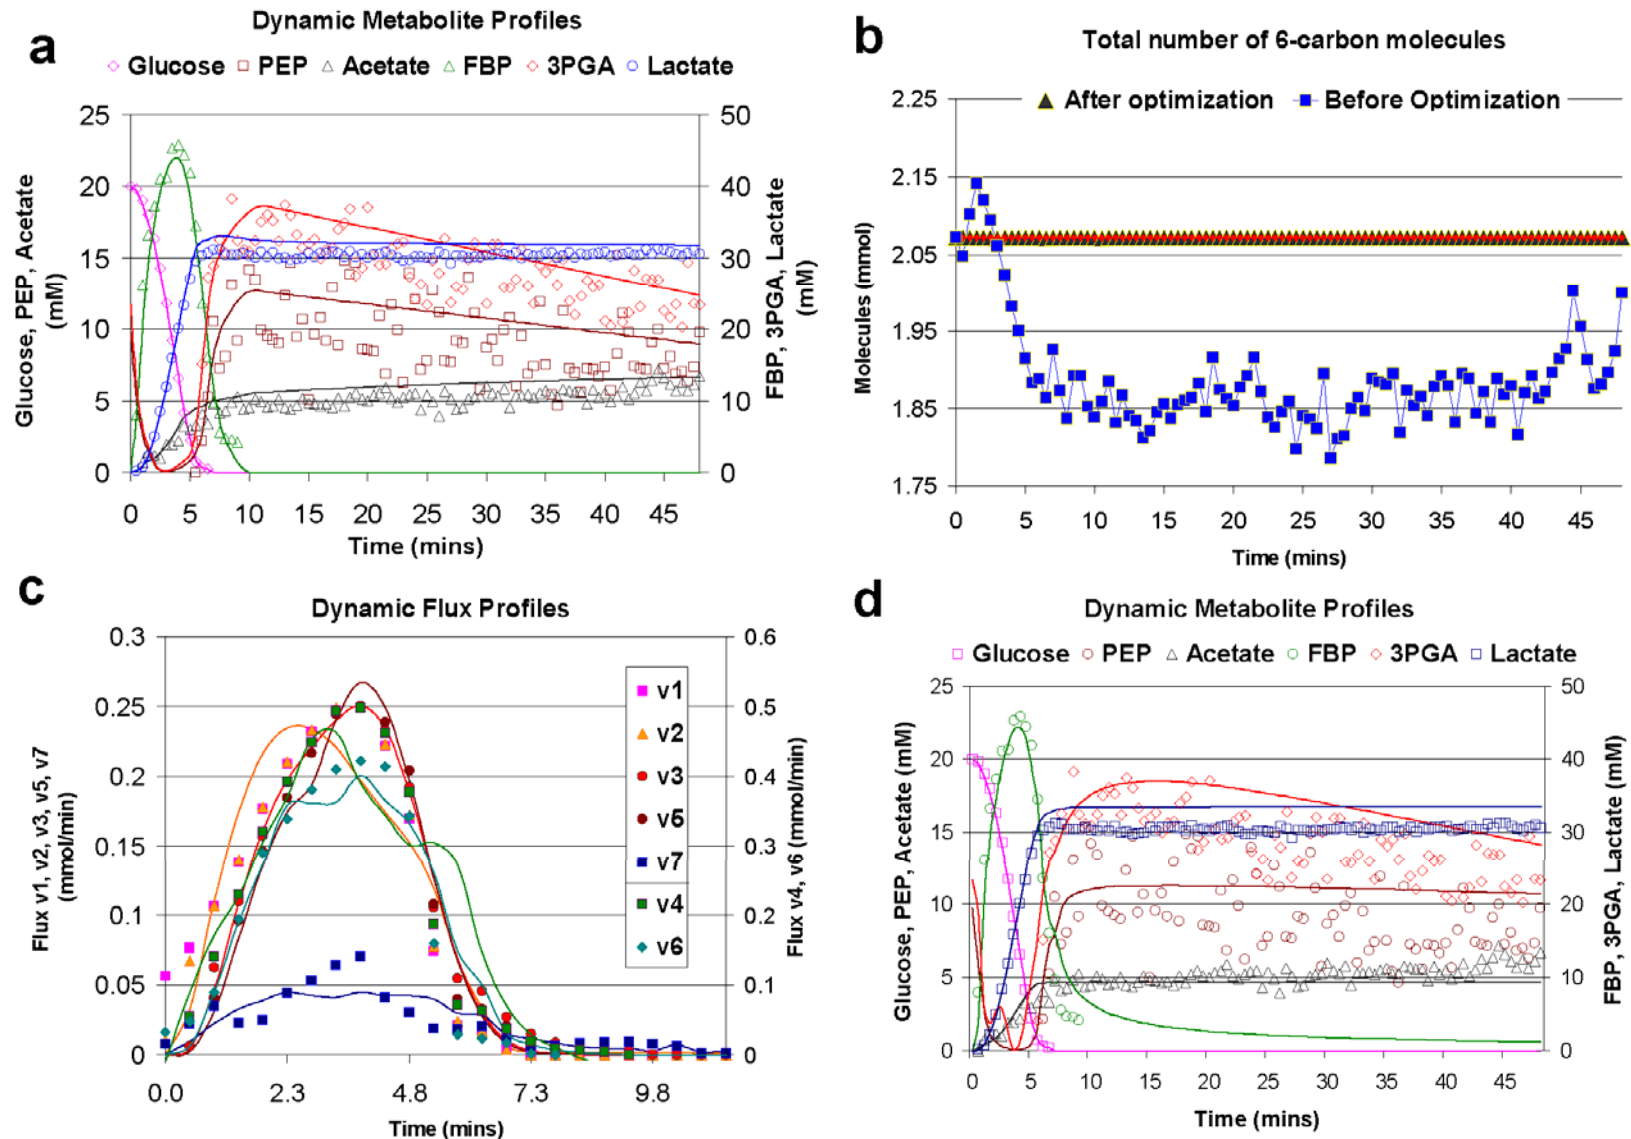 a
Dynamic Metabolite Profiles
Glucose PEP Acetate FBP 3PGA Lactate
25
20
15
10
5
0
50
40
30
20
10
0
Glucose, PEP, Acetate
(mM)
FBP, 3PGA, Lactate
(mM)
0 5 10 15 20 25 30 35 40 45
Time (mins)
b
Total number of 6-carbon molecules
After optimization Before Optimization
2.25
2.15
2.05
1.95
1.85
1.75
Molecules (mmol)
0 5 10 15 20 25 30 35 40 45
Time (mins)
c
Dynamic Flux Profiles
0.3
0.25
0.2
0.15
0.1
0.05
0
0.6
0.5
0.4
0.3
0.2
0.1
0
Flux v1, v2, v3, v5, v7
(mmol/min)
Flux v4, v6 (mmol/min)
v1
v2
v3
v5
v7
v4
v6
0.0 2.3 4.8 7.3 9.8
Time (mins)
d
Dynamic Metabolite Profiles
Glucose PEP Acetate FBP 3PGA Lactate
25
20
15
10
5
0
50
40
30
20
10
0
Glucose, PEP, Acetate (mM)
FBP, 3PGA, Lactate (mM)
0 5 10 15 20 25 30 35 40 45
Time (mins)